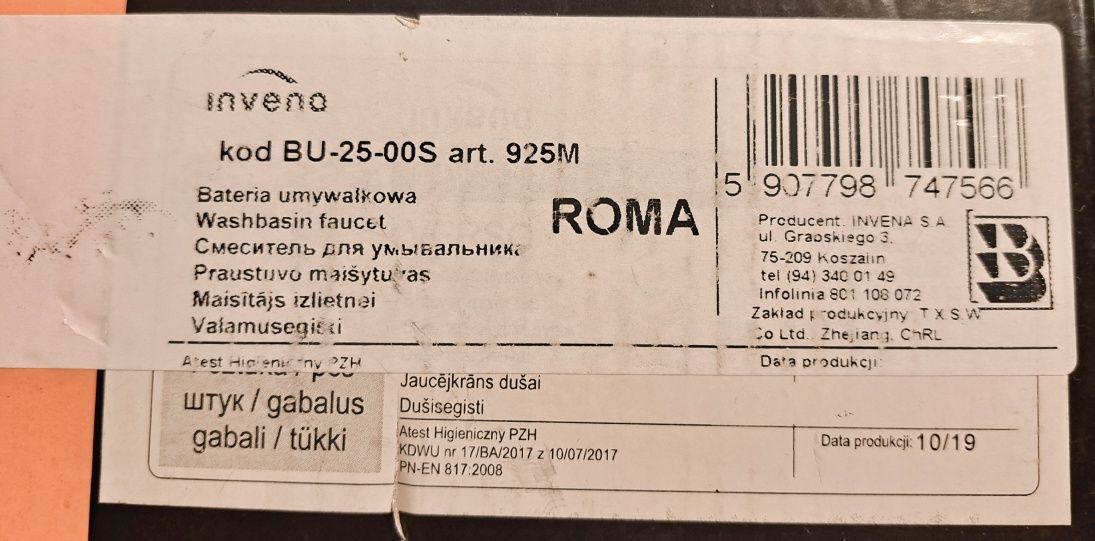 inveno
kod BU-25-00S art. 925M
Bateria umywalkowa
Washbasin faucet
Смеситель для умывальника
Praustuvo maišytuvas
Maisītājs izlietnei
Valamusegisti
ROMA
5 907798 747566
Producent: INVENA S.A.
ul. Grabskiego 3,
75-209 Koszalin
tel (94) 340 01 49
Infolinia 801 108 072
Zakład produkcyjny T X S W
Co Ltd., Zhejiang, ChRL
Atest Higieniczny PZH
Data produkcji:
sztuka / pcs
штук / gabalus
gabali / tükki
Jaucējkrāns dušai
Dušisegisti
Atest Higieniczny PZH
KDWU nr 17/BA/2017 z 10/07/2017
PN-EN 817:2008
Data produkcji: 10/19